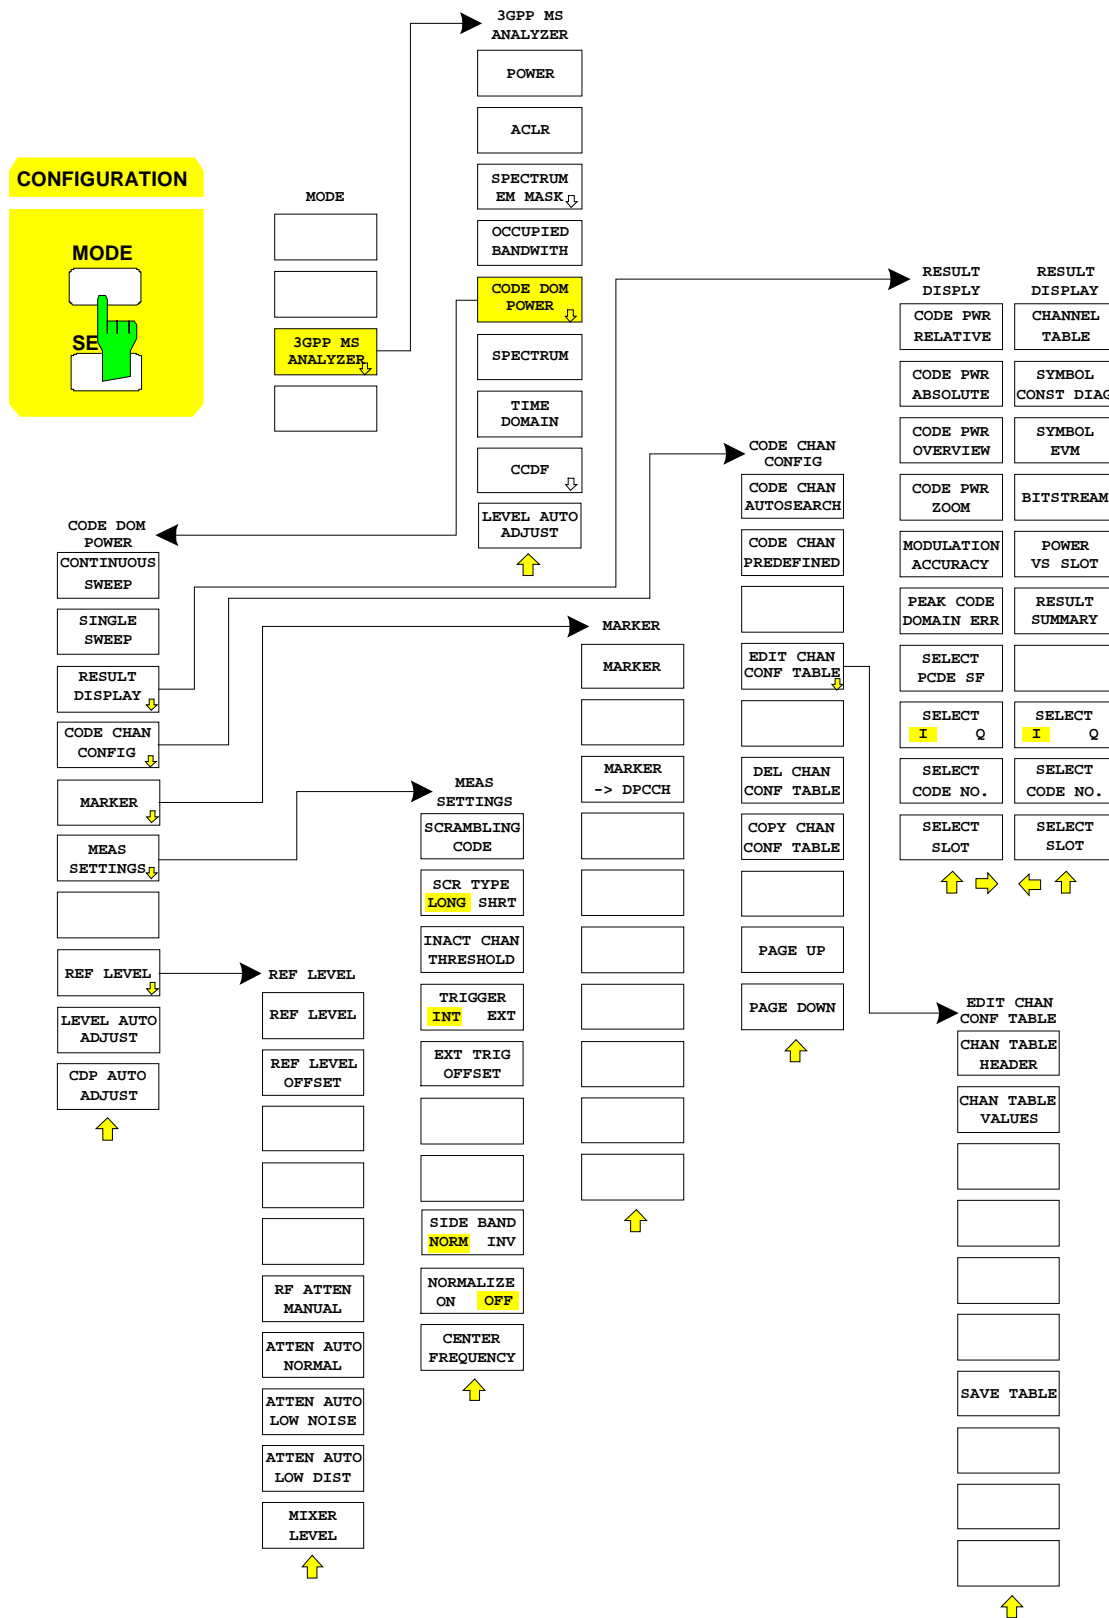 3GPP MS
ANALYZER
POWER
ACLR
SPECTRUM
EM MASK
OCCUPIED
BANDWITH
CODE DOM
POWER
SPECTRUM
TIME
DOMAIN
CCDF
LEVEL AUTO
ADJUST
CONFIGURATION
MODE
SE
MODE
3GPP MS
ANALYZER
CODE DOM
POWER
CONTINUOUS
SWEEP
SINGLE
SWEEP
RESULT
DISPLAY
CODE CHAN
CONFIG
MARKER
MEAS
SETTINGS
REF LEVEL
LEVEL AUTO
ADJUST
CDP AUTO
ADJUST
REF LEVEL
REF LEVEL
REF LEVEL
OFFSET
RF ATTEN
MANUAL
ATTEN AUTO
NORMAL
ATTEN AUTO
LOW NOISE
ATTEN AUTO
LOW DIST
MIXER
LEVEL
MEAS
SETTINGS
SCRAMBLING
CODE
SCR TYPE
LONG SHRT
INACT CHAN
THRESHOLD
TRIGGER
INT EXT
EXT TRIG
OFFSET
SIDE BAND
NORM INV
NORMALIZE
ON OFF
CENTER
FREQUENCY
MARKER
MARKER
MARKER
-> DPCCH
CODE CHAN
CONFIG
CODE CHAN
AUTOSEARCH
CODE CHAN
PREDEFINED
EDIT CHAN
CONF TABLE
DEL CHAN
CONF TABLE
COPY CHAN
CONF TABLE
PAGE UP
PAGE DOWN
RESULT
DISPLY
CODE PWR
RELATIVE
CODE PWR
ABSOLUTE
CODE PWR
OVERVIEW
CODE PWR
ZOOM
MODULATION
ACCURACY
PEAK CODE
DOMAIN ERR
SELECT
PCDE SF
SELECT
I Q
SELECT
CODE NO.
SELECT
SLOT
RESULT
DISPLAY
CHANNEL
TABLE
SYMBOL
CONST DIAG
SYMBOL
EVM
BITSTREAM
POWER
VS SLOT
RESULT
SUMMARY
SELECT
I Q
SELECT
CODE NO.
SELECT
SLOT
EDIT CHAN
CONF TABLE
CHAN TABLE
HEADER
CHAN TABLE
VALUES
SAVE TABLE